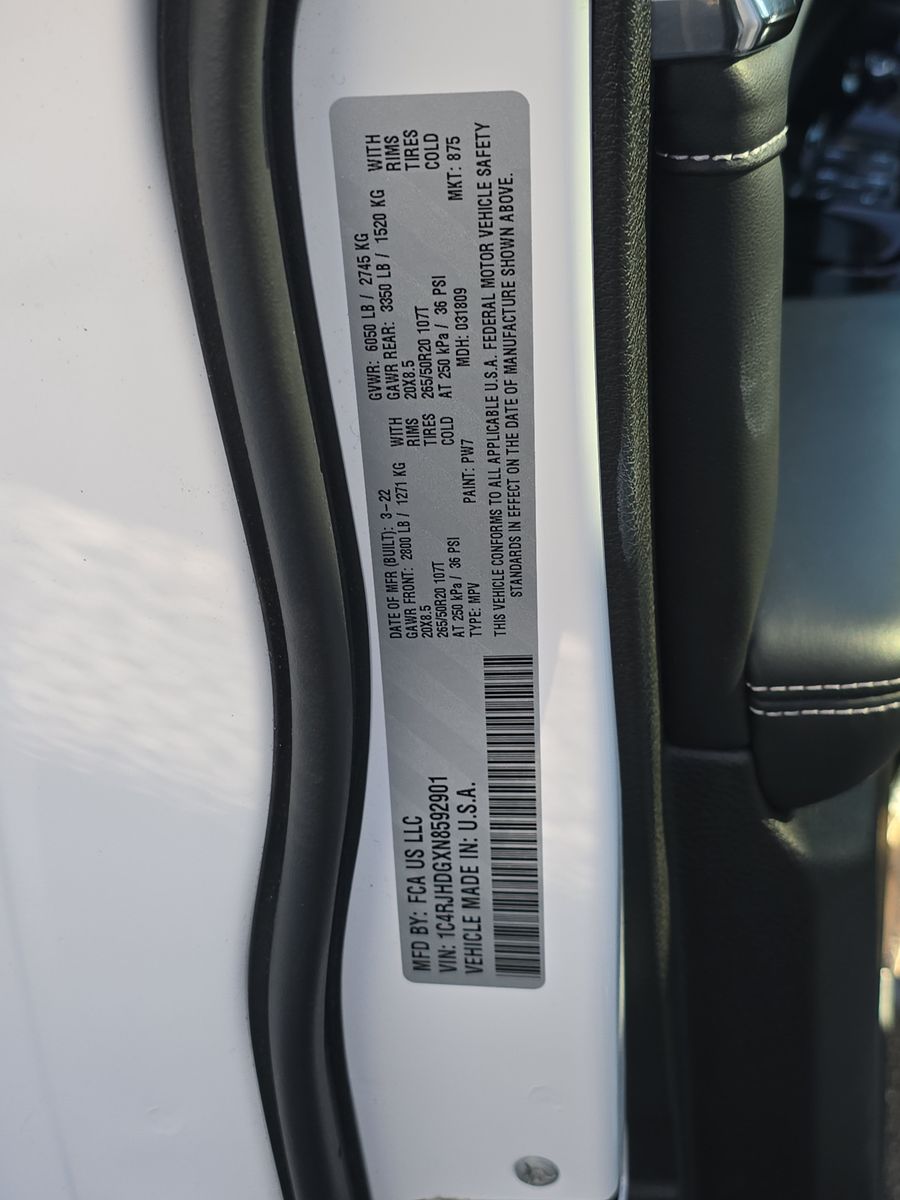 MFD BY: FCA US LLC
VIN: 1C4RJHDGXN8592901
VEHICLE MADE IN: U.S.A.
DATE OF MFR (BUILT): 3-22
GAWR FRONT: 2800 LB / 1271 KG WITH
20X8.5 RIMS
265/50R20 107T TIRES
AT 250 kPa / 36 PSI COLD
GVWR: 6050 LB / 2745 KG
GAWR REAR: 3350 LB / 1520 KG WITH
20X8.5 RIMS
265/50R20 107T TIRES
AT 250 kPa / 36 PSI COLD
TYPE: MPV PAINT: PW7 MDH: 031809 MKT: 875
THIS VEHICLE CONFORMS TO ALL APPLICABLE U.S.A. FEDERAL MOTOR VEHICLE SAFETY
STANDARDS IN EFFECT ON THE DATE OF MANUFACTURE SHOWN ABOVE.